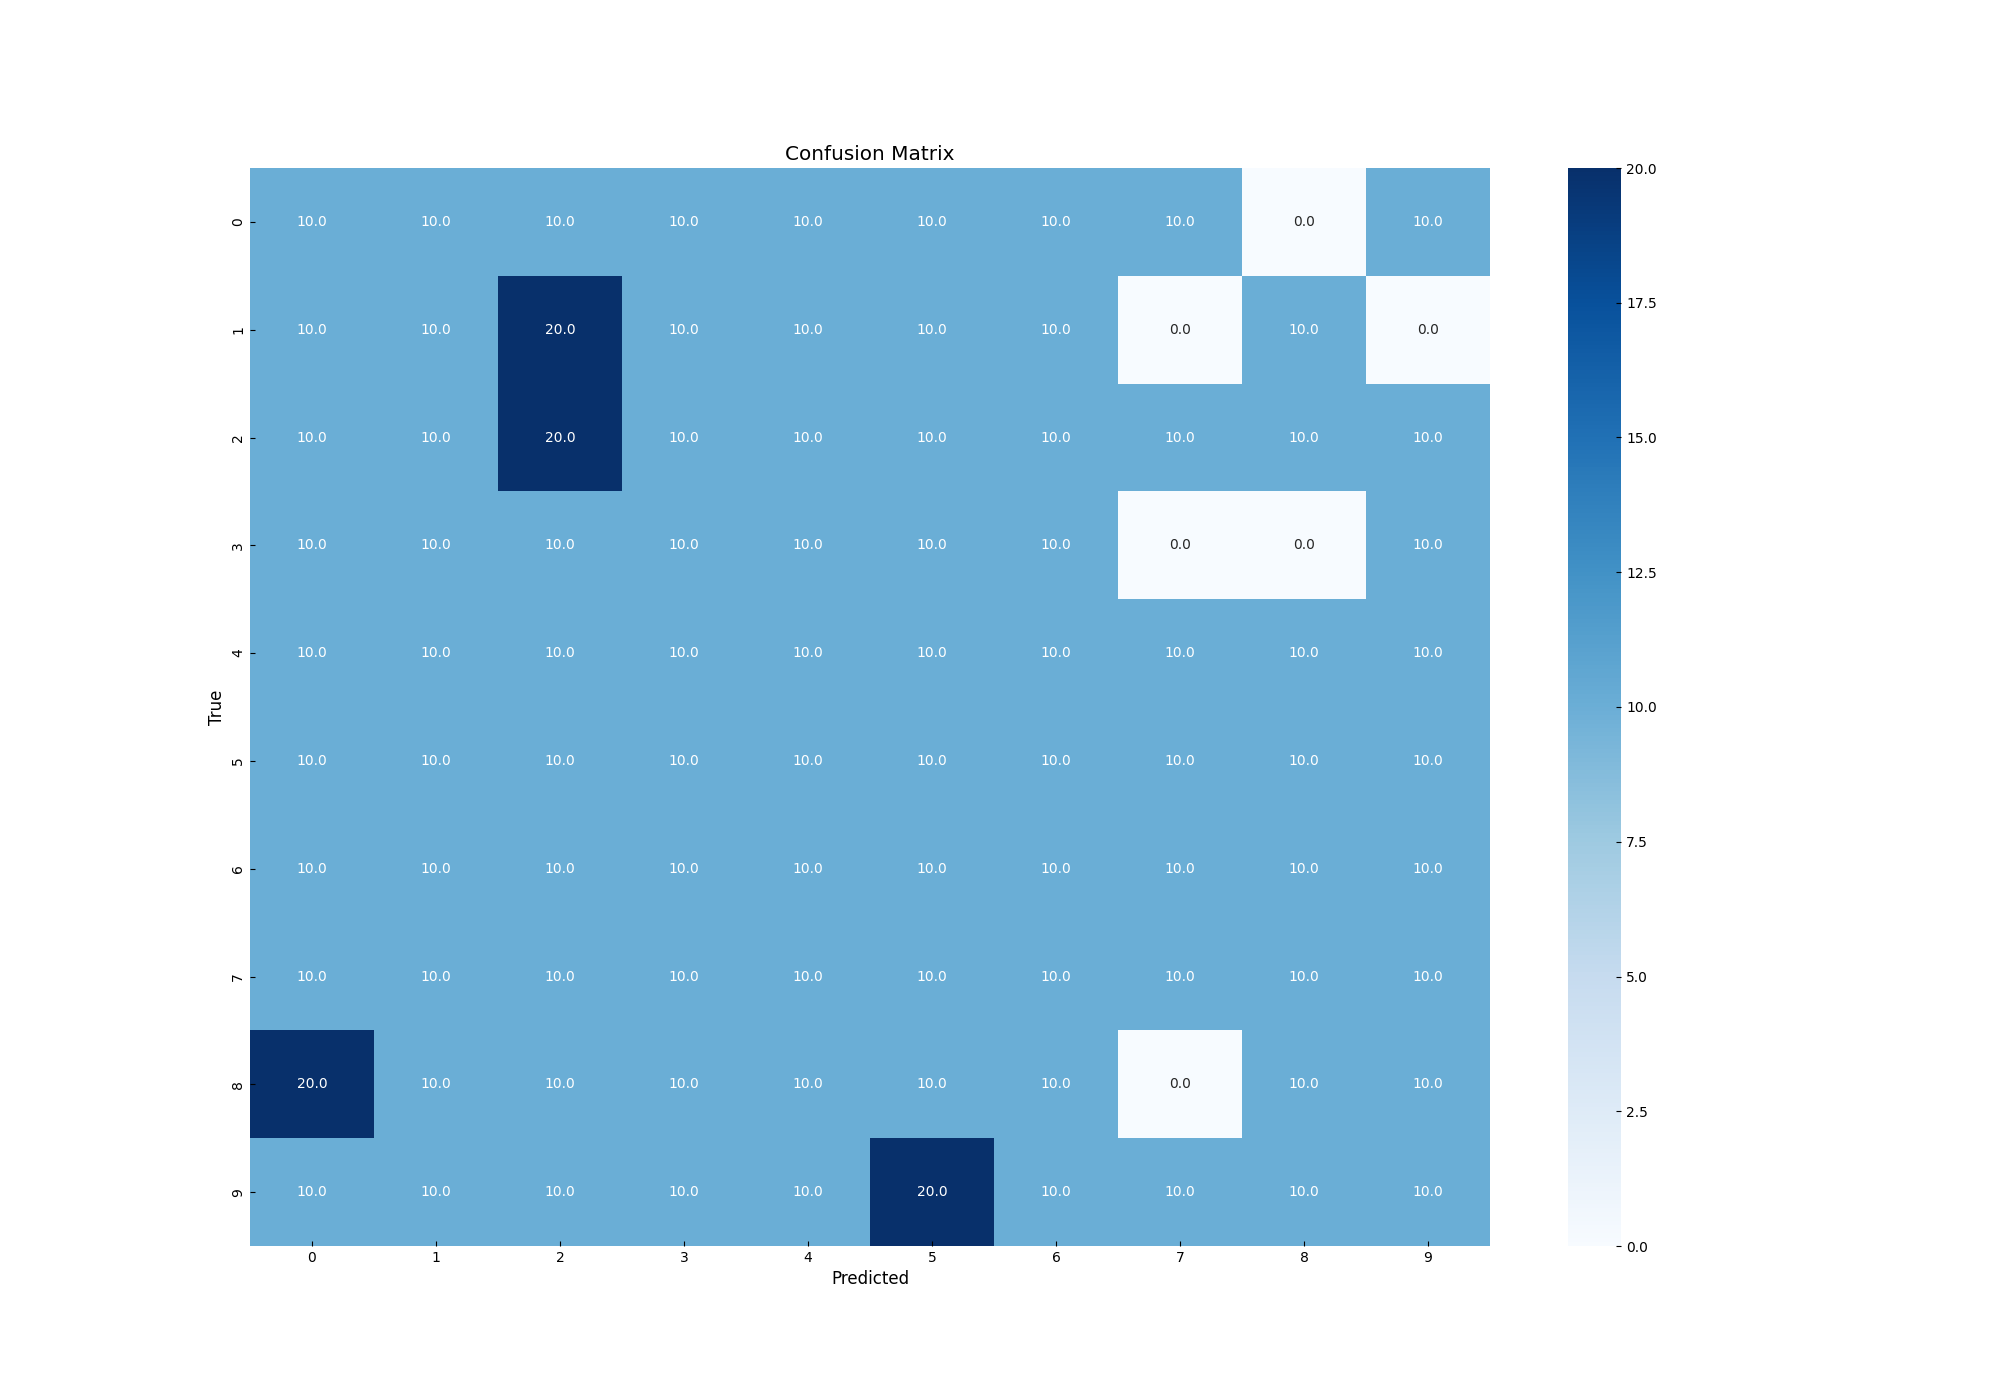 Confusion Matrix
0 10.0 10.0 10.0 10.0 10.0 10.0 10.0 10.0 0.0 10.0
1 10.0 10.0 20.0 10.0 10.0 10.0 10.0 0.0 10.0 0.0
2 10.0 10.0 20.0 10.0 10.0 10.0 10.0 10.0 10.0 10.0
3 10.0 10.0 10.0 10.0 10.0 10.0 10.0 0.0 0.0 10.0
4 10.0 10.0 10.0 10.0 10.0 10.0 10.0 10.0 10.0 10.0
5 10.0 10.0 10.0 10.0 10.0 10.0 10.0 10.0 10.0 10.0
6 10.0 10.0 10.0 10.0 10.0 10.0 10.0 10.0 10.0 10.0
7 10.0 10.0 10.0 10.0 10.0 10.0 10.0 10.0 10.0 10.0
8 20.0 10.0 10.0 10.0 10.0 10.0 10.0 0.0 10.0 10.0
9 10.0 10.0 10.0 10.0 10.0 20.0 10.0 10.0 10.0 10.0
0 1 2 3 4 5 6 7 8 9
Predicted
True
20.0
17.5
15.0
12.5
10.0
7.5
5.0
2.5
0.0